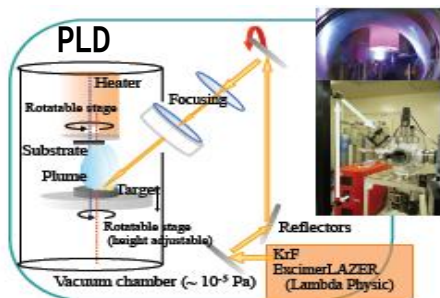 PLD
Heater
Rotatable stage
Focusing
Substrate
Plume
Target
Rotatable stage
(height adjustable)
Reflectors
KrF
ExcimerLAZER
(Lambda Physic)
Vacuum chamber (~ 10⁻⁵ Pa)